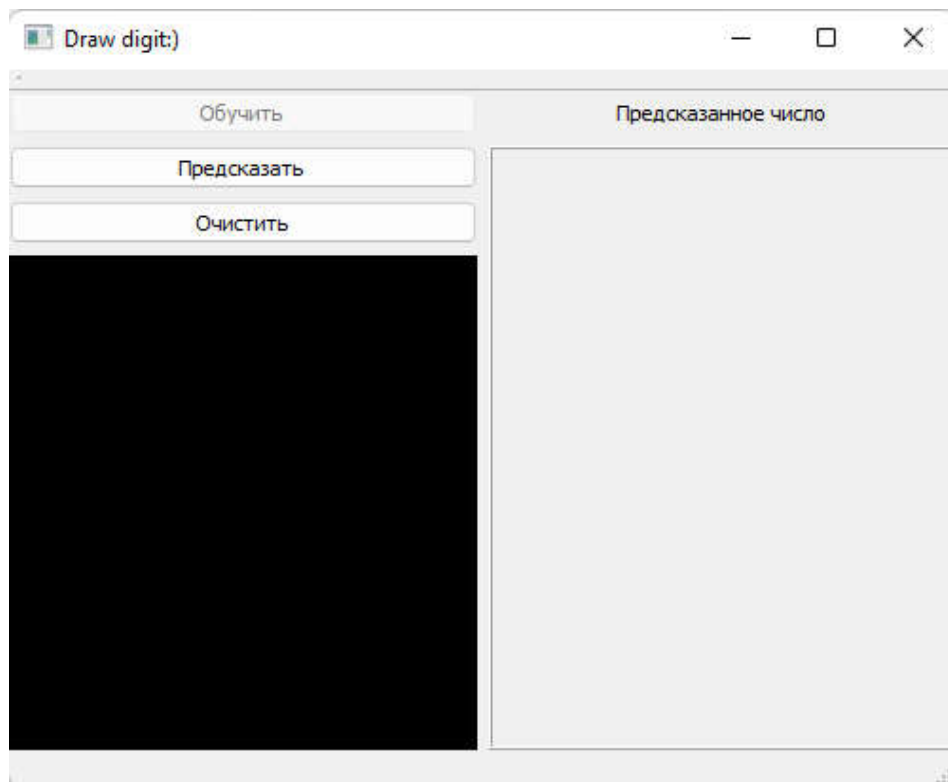 Draw digit:)
Обучить
Предсказанное число
Предсказать
Очистить